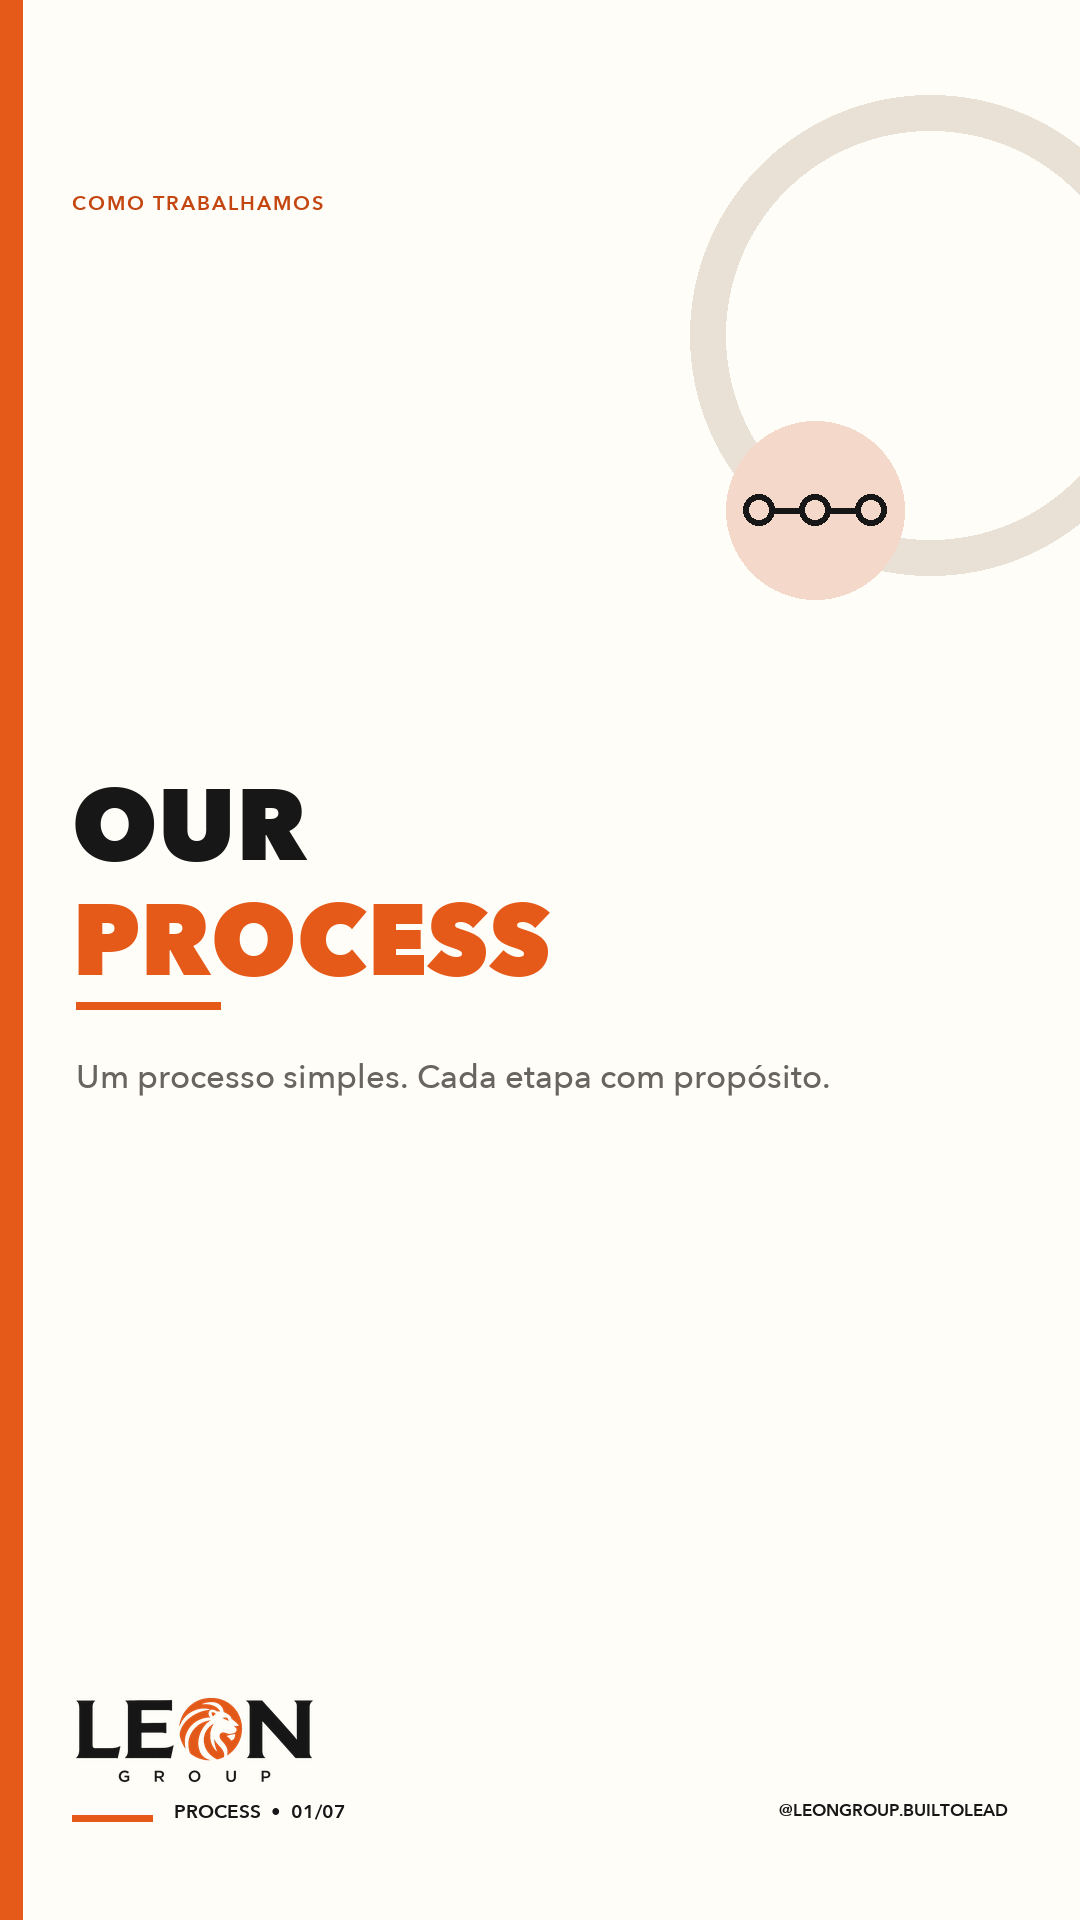 COMO TRABALHAMOS
OUR
PROCESS
Um processo simples. Cada etapa com propósito.
LEON
GROUP
PROCESS • 01/07
@LEONGROUP.BUILTOLEAD